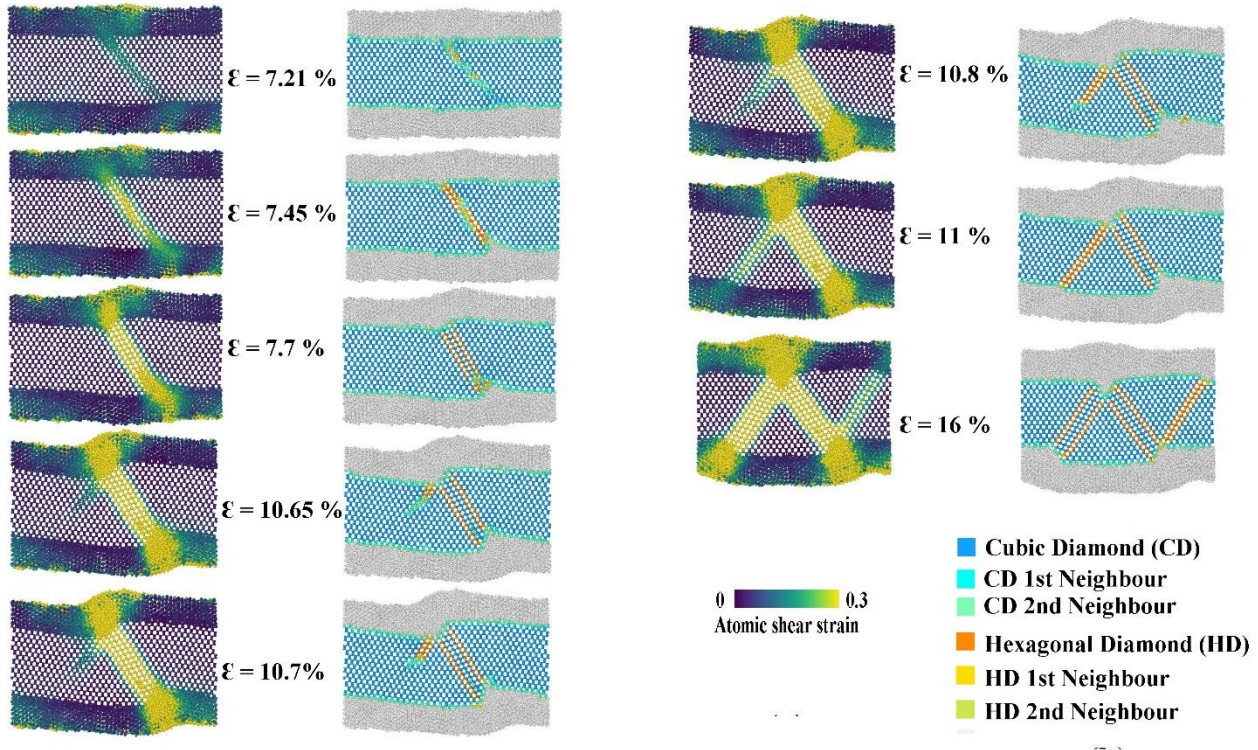 Ɛ = 7.21 %
Ɛ = 7.45 %
Ɛ = 7.7 %
Ɛ = 10.65 %
Ɛ = 10.7%
Ɛ = 10.8 %
Ɛ = 11 %
Ɛ = 16 %
0 0.3
Atomic shear strain
Cubic Diamond (CD)
CD 1st Neighbour
CD 2nd Neighbour
Hexagonal Diamond (HD)
HD 1st Neighbour
HD 2nd Neighbour